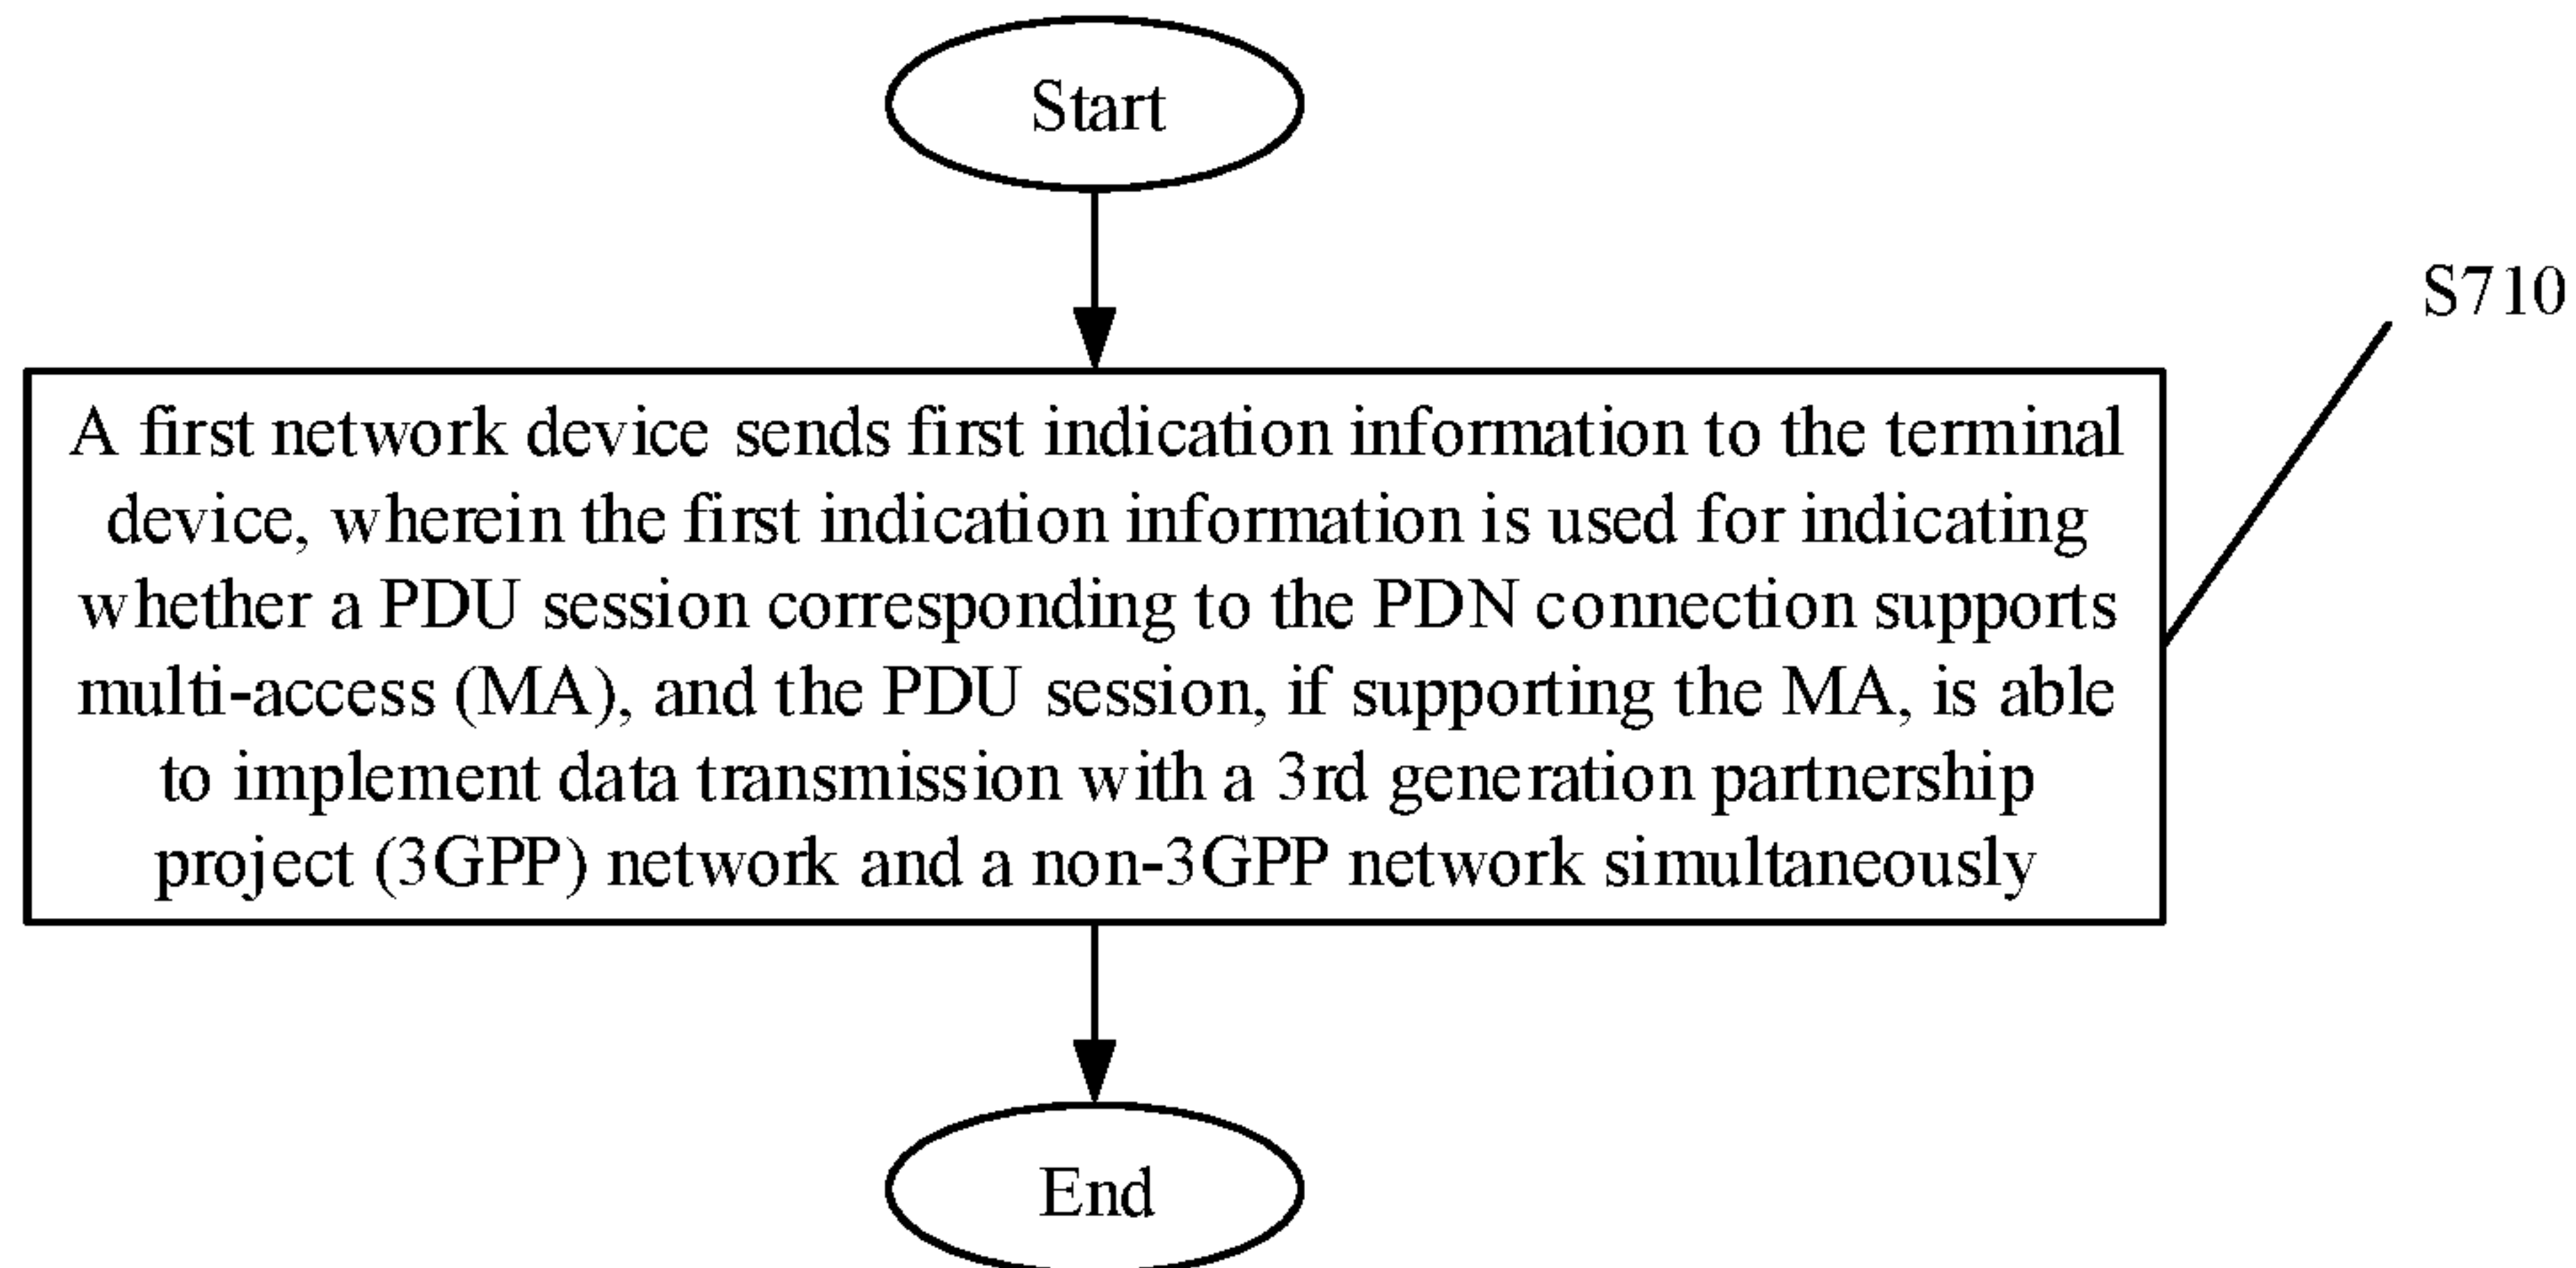 Start
S710
A first network device sends first indication information to the terminal
device, wherein the first indication information is used for indicating
whether a PDU session corresponding to the PDN connection supports
multi-access (MA), and the PDU session, if supporting the MA, is able
to implement data transmission with a 3rd generation partnership
project (3GPP) network and a non-3GPP network simultaneously
End